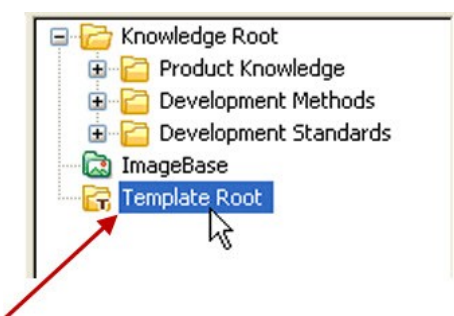 Knowledge Root
Product Knowledge
Development Methods
Development Standards
ImageBase
Template Root